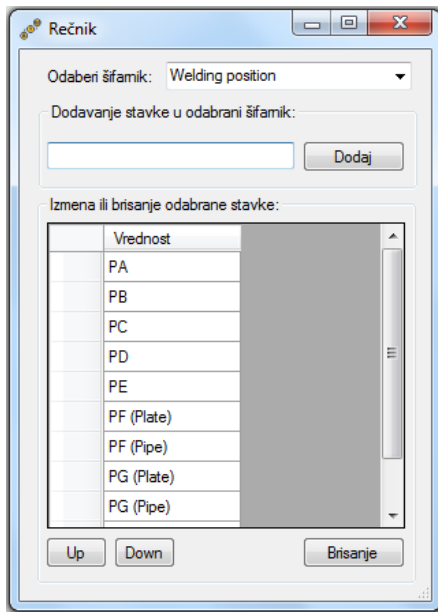 Rečnik
Odaberi šifarnik: Welding position
Dodavanje stavke u odabrani šifarnik:
Dodaj
Izmena ili brisanje odabrane stavke:
Vrednost
PA
PB
PC
PD
PE
PF (Plate)
PF (Pipe)
PG (Plate)
PG (Pipe)
Up Down Brisanje